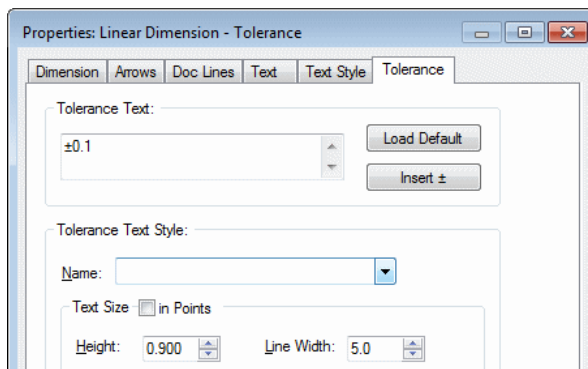 Properties: Linear Dimension - Tolerance
Dimension Arrows Doc Lines Text Text Style Tolerance
Tolerance Text:
±0.1
Load Default
Insert ±
Tolerance Text Style:
Name:
Text Size in Points
Height: 0.900 Line Width: 5.0